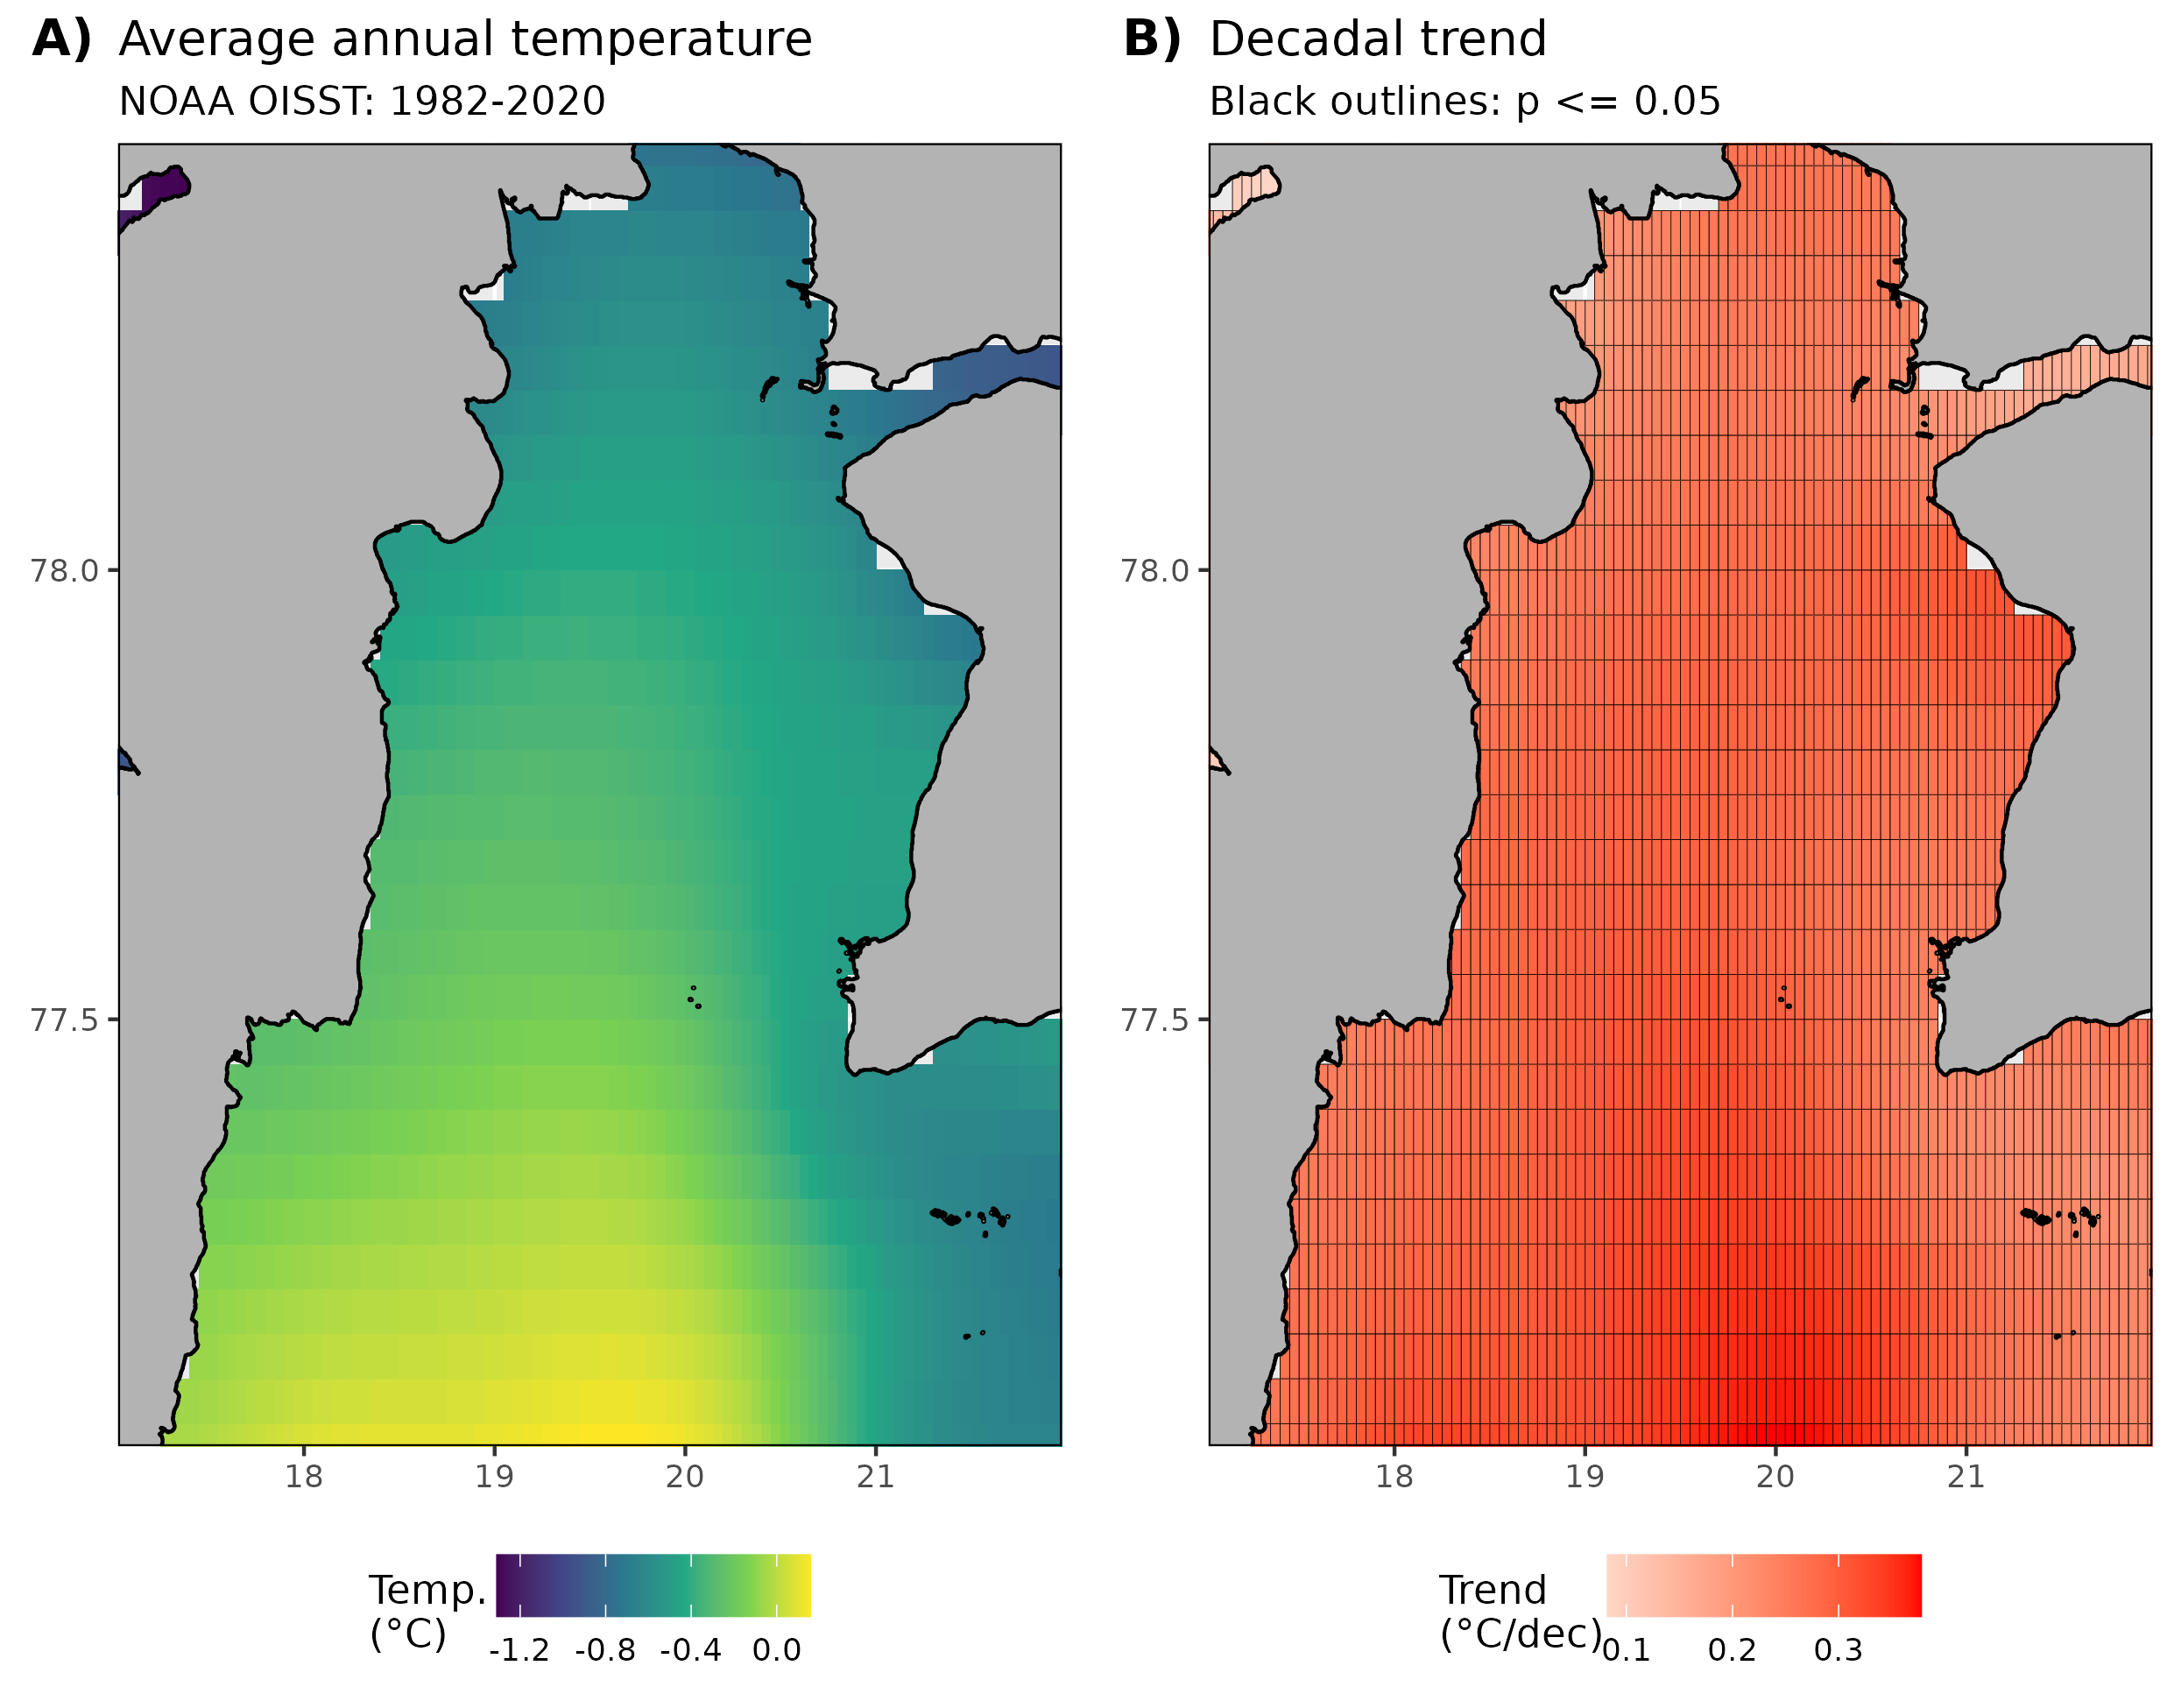 A) Average annual temperature
NOAA OISST: 1982-2020
78.0
77.5
18 19 20 21
Temp.
(°C)
-1.2 -0.8 -0.4 0.0
B) Decadal trend
Black outlines: p <= 0.05
78.0
77.5
18 19 20 21
Trend
(°C/dec)
0.1 0.2 0.3